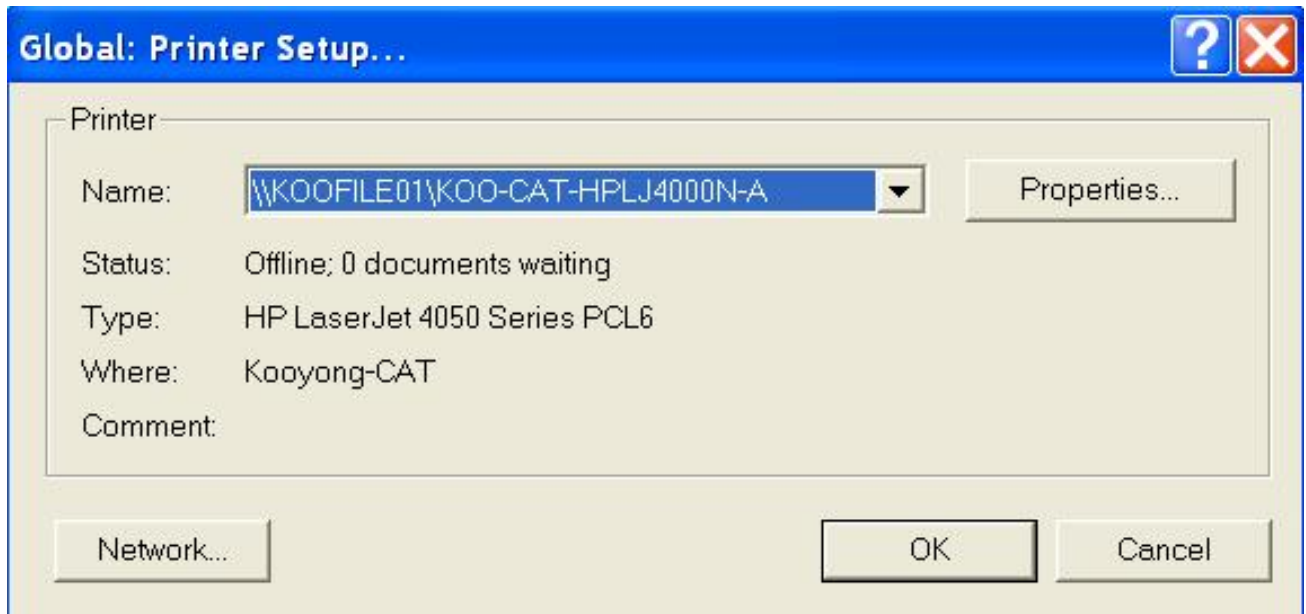 Global: Printer Setup...
Printer
Name: \\KOOFILE01\KOO-CAT-HPLJ4000N-A Properties...
Status: Offline; 0 documents waiting
Type: HP LaserJet 4050 Series PCL6
Where: Kooyong-CAT
Comment:
Network... OK Cancel